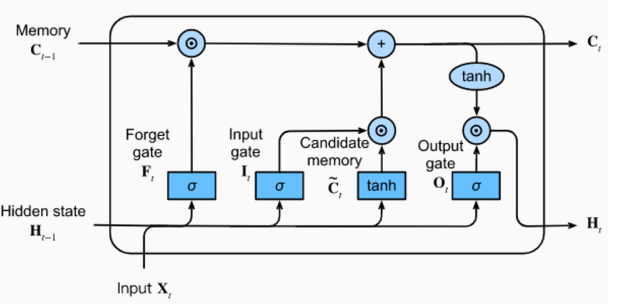 Memory
C_{t−1}
C_t
tanh
Forget
gate
F_t
Input
gate
I_t
Candidate
memory
C̃_t
Output
gate
O_t
σ
σ
tanh
σ
Hidden state
H_{t−1}
H_t
Input X_t